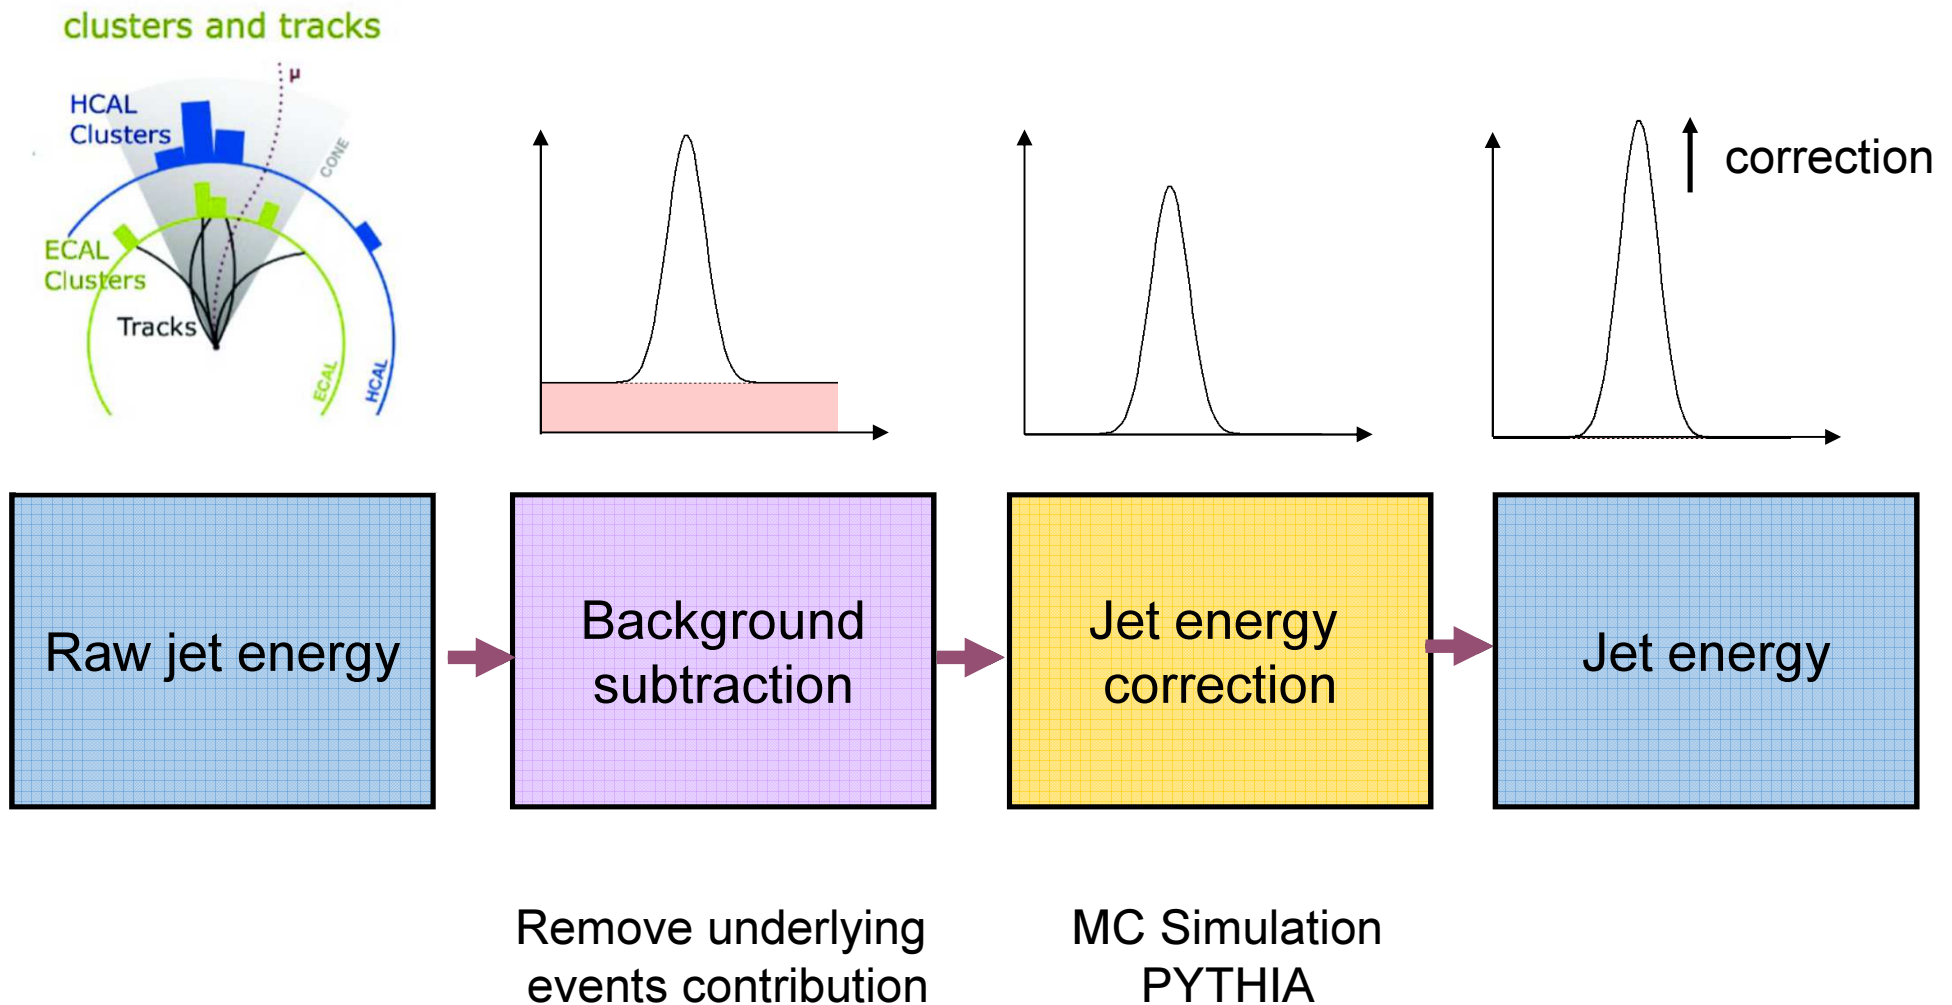 clusters and tracks
μ
HCAL
Clusters
CONE
ECAL
Clusters
Tracks
ECAL
HCAL
correction
Raw jet energy
Background
subtraction
Jet energy
correction
Jet energy
Remove underlying
events contribution
MC Simulation
PYTHIA